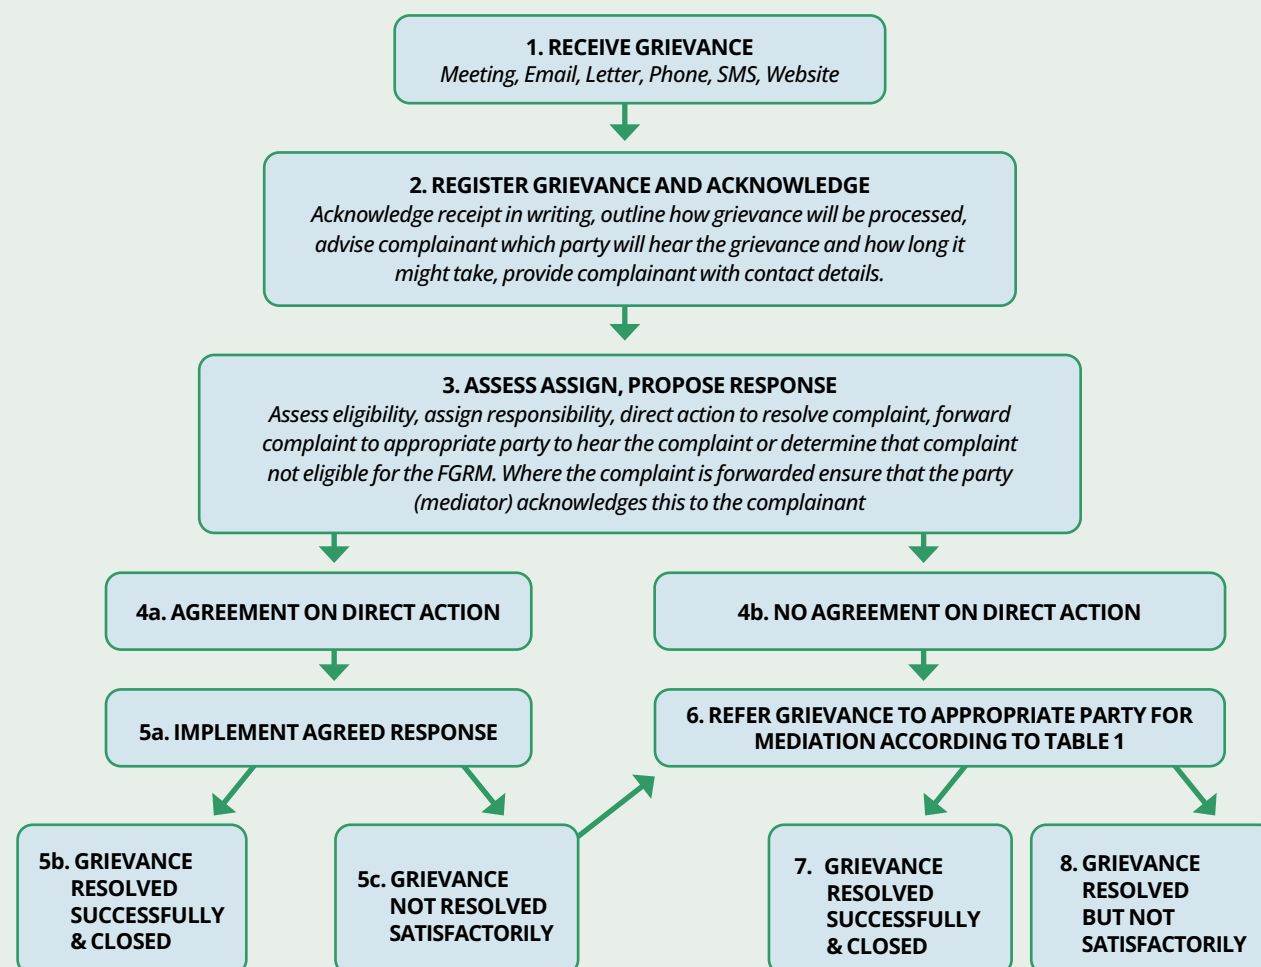 1. RECEIVE GRIEVANCE
Meeting, Email, Letter, Phone, SMS, Website
2. REGISTER GRIEVANCE AND ACKNOWLEDGE
Acknowledge receipt in writing, outline how grievance will be processed,
advise complainant which party will hear the grievance and how long it
might take, provide complainant with contact details.
3. ASSESS ASSIGN, PROPOSE RESPONSE
Assess eligibility, assign responsibility, direct action to resolve complaint, forward
complaint to appropriate party to hear the complaint or determine that complaint
not eligible for the FGRM. Where the complaint is forwarded ensure that the party
(mediator) acknowledges this to the complainant
4a. AGREEMENT ON DIRECT ACTION
4b. NO AGREEMENT ON DIRECT ACTION
5a. IMPLEMENT AGREED RESPONSE
6. REFER GRIEVANCE TO APPROPRIATE PARTY FOR
MEDIATION ACCORDING TO TABLE 1
5b. GRIEVANCE
RESOLVED
SUCCESSFULLY
& CLOSED
5c. GRIEVANCE
NOT RESOLVED
SATISFACTORILY
7. GRIEVANCE
RESOLVED
SUCCESSFULLY
& CLOSED
8. GRIEVANCE
RESOLVED
BUT NOT
SATISFACTORILY